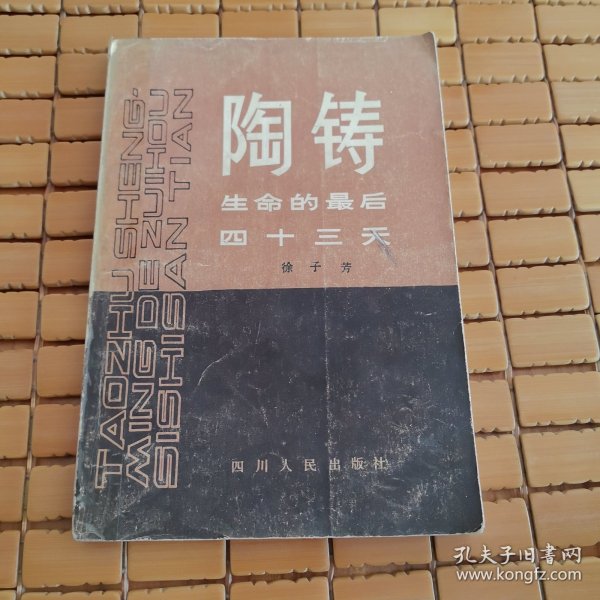 陶铸
生命的最后
四十三天
徐子芳
TAOZHU SHENG
MING DE ZUIHOU
SISHISAN TIAN
四川人民出版社
孔夫子旧书网
www.kongfz.com